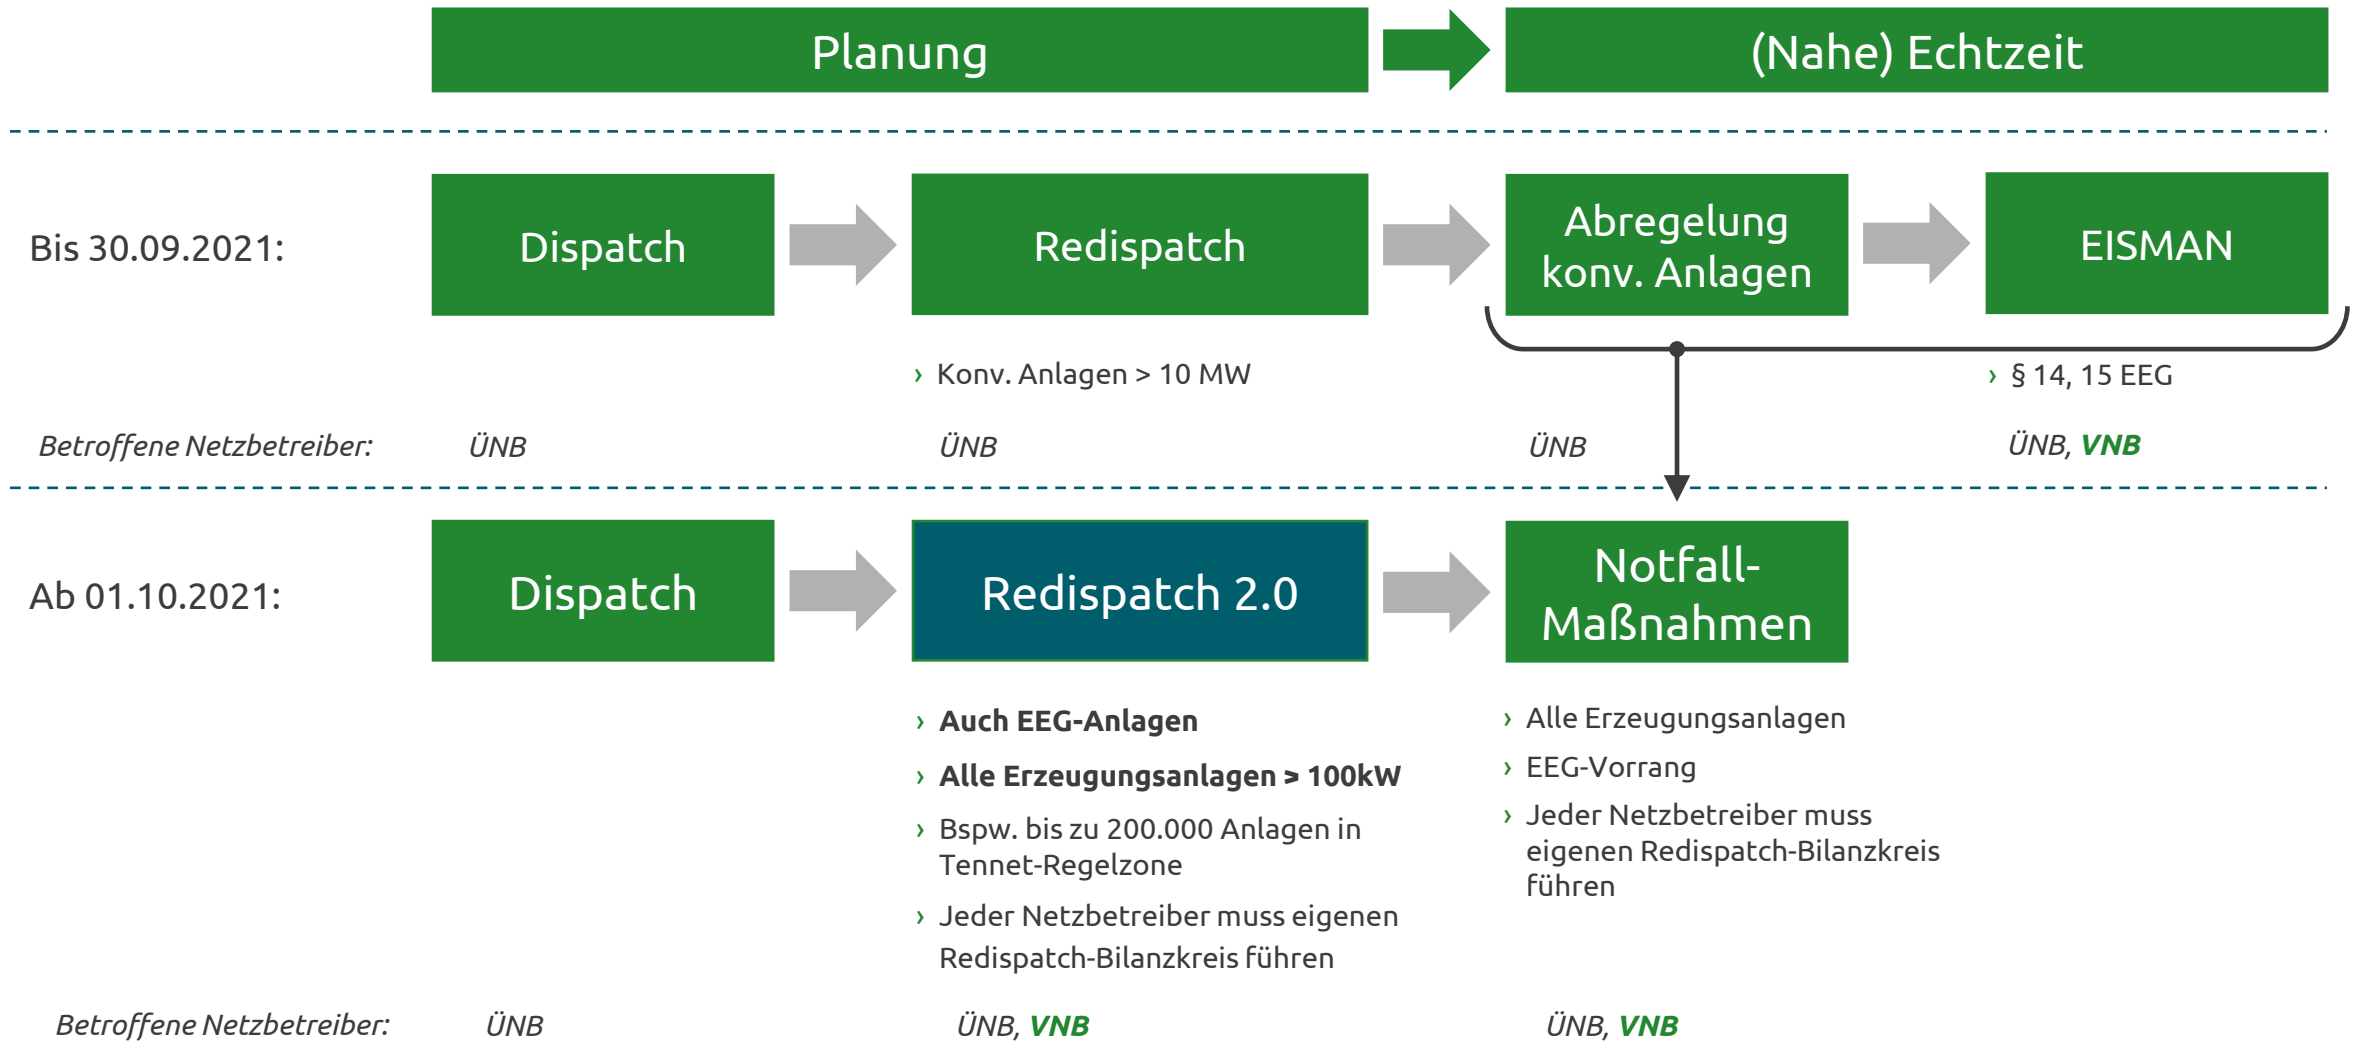 Planung
(Nahe) Echtzeit
Bis 30.09.2021:
Dispatch
Redispatch
Abregelung
konv. Anlagen
EISMAN
› Konv. Anlagen > 10 MW
› § 14, 15 EEG
Betroffene Netzbetreiber:
ÜNB
ÜNB
ÜNB
ÜNB, VNB
Ab 01.10.2021:
Dispatch
Redispatch 2.0
Notfall-
Maßnahmen
› Auch EEG-Anlagen
› Alle Erzeugungsanlagen ≥ 100kW
› Bspw. bis zu 200.000 Anlagen in
Tennet-Regelzone
› Jeder Netzbetreiber muss eigenen
Redispatch-Bilanzkreis führen
› Alle Erzeugungsanlagen
› EEG-Vorrang
› Jeder Netzbetreiber muss
eigenen Redispatch-Bilanzkreis
führen
Betroffene Netzbetreiber:
ÜNB
ÜNB, VNB
ÜNB, VNB